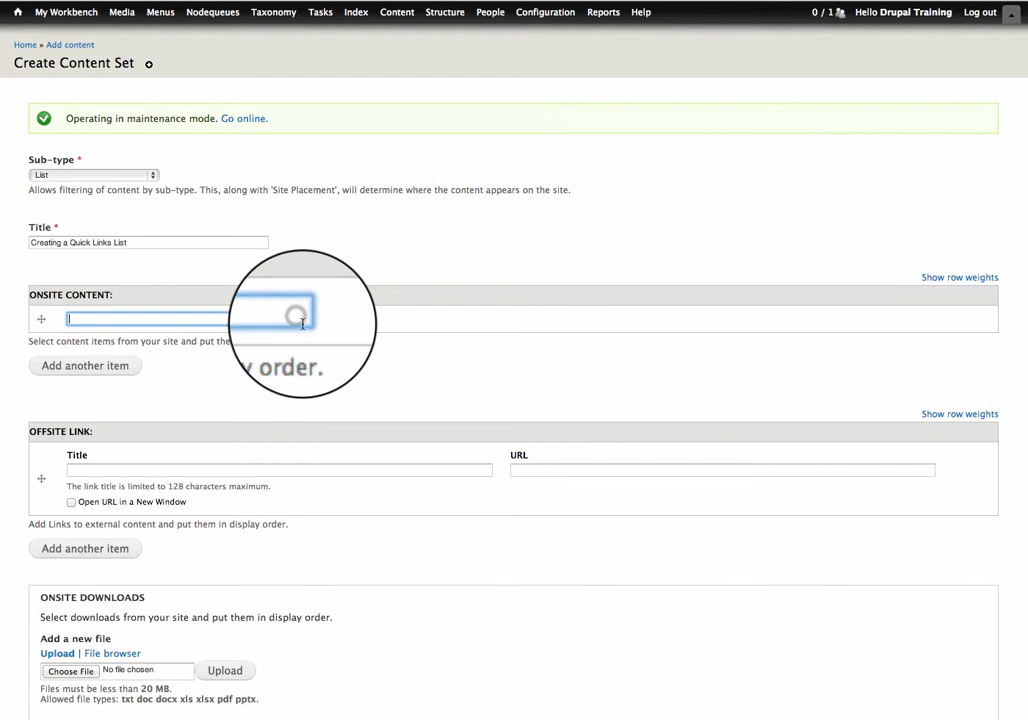 My Workbench Media Menus Nodequeues Taxonomy Tasks Index Content Structure People Configuration Reports Help 0 / 1 Hello Drupal Training Log out
Home » Add content
Create Content Set
Operating in maintenance mode. Go online.
Sub-type *
List
Allows filtering of content by sub-type. This, along with 'Site Placement', will determine where the content appears on the site.
Title *
Creating a Quick Links List
Show row weights
ONSITE CONTENT:
Select content items from your site and put the
y order.
Add another item
Show row weights
OFFSITE LINK:
Title URL
The link title is limited to 128 characters maximum.
Open URL in a New Window
Add Links to external content and put them in display order.
Add another item
ONSITE DOWNLOADS
Select downloads from your site and put them in display order.
Add a new file
Upload | File browser
Choose File No file chosen Upload
Files must be less than 20 MB.
Allowed file types: txt doc docx xls xlsx pdf pptx.